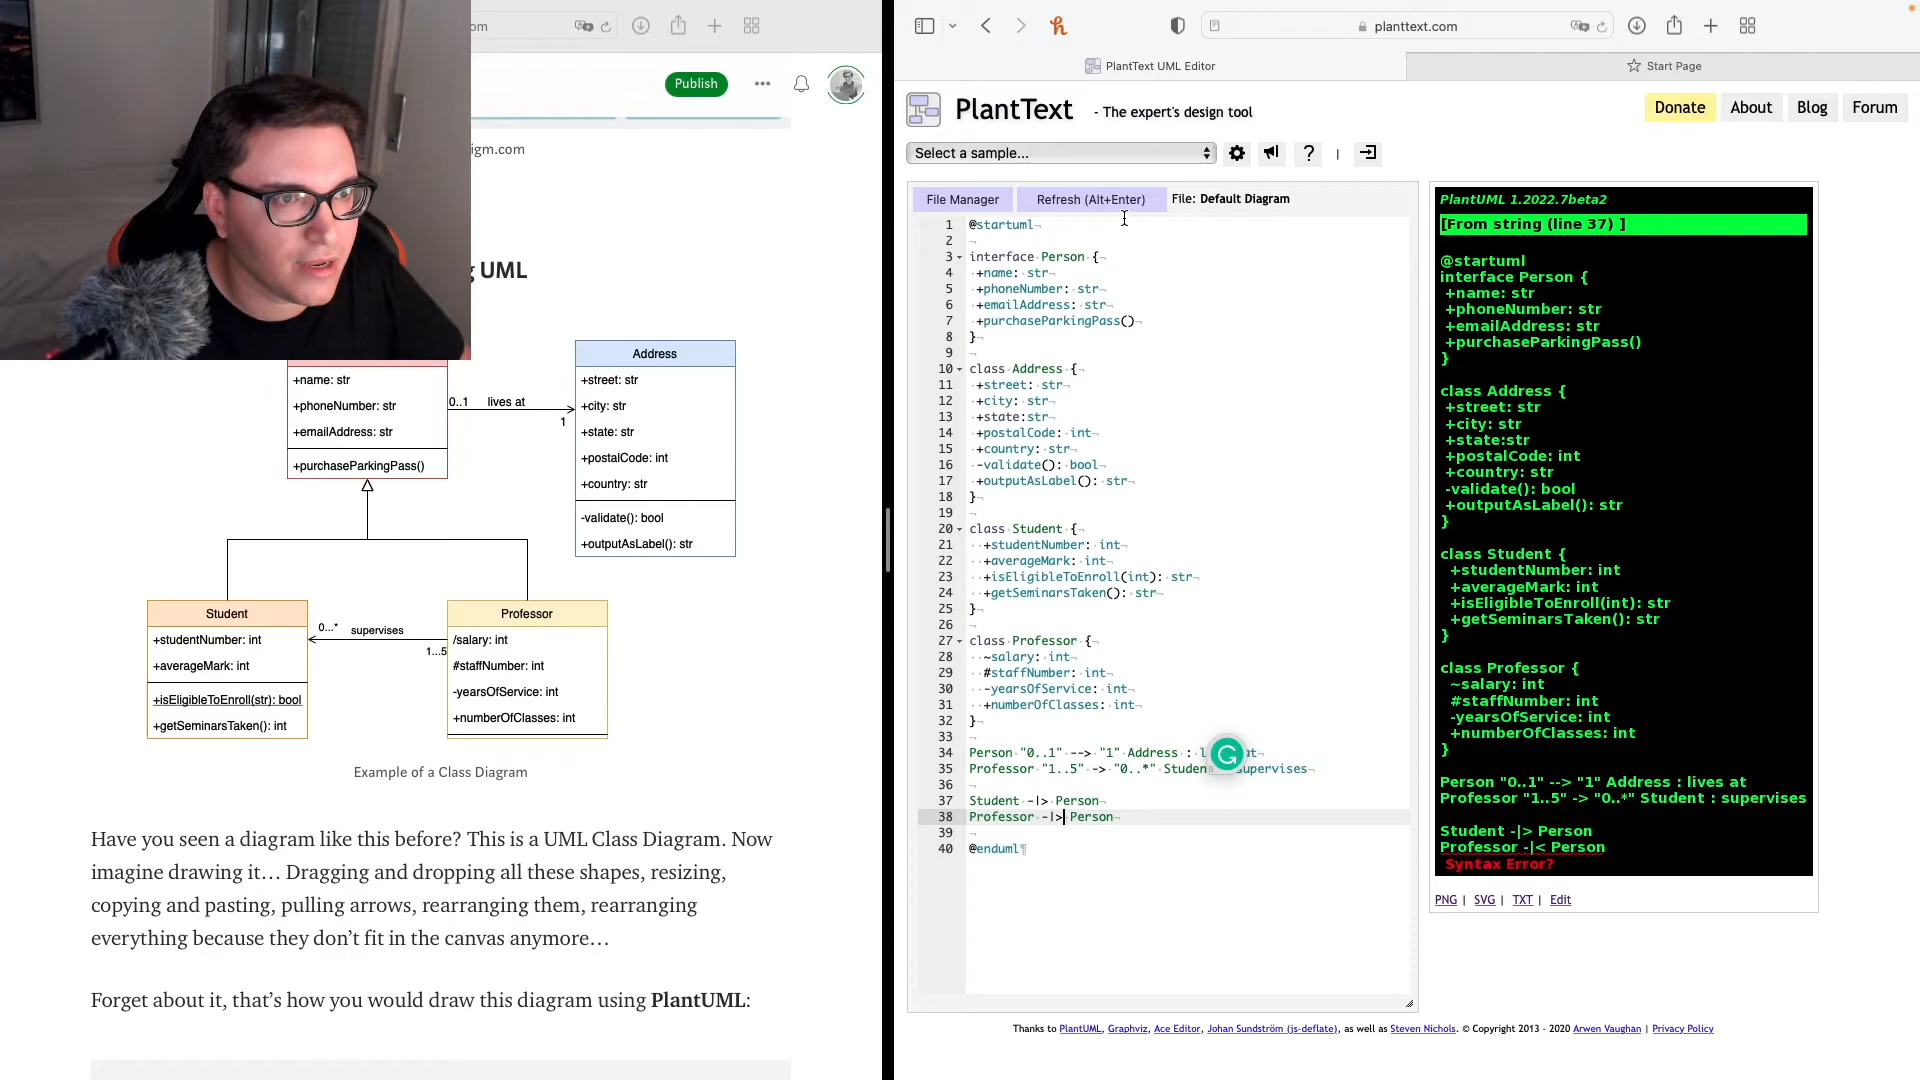 om
Publish
igm.com
UML
+name: str
+phoneNumber: str
+emailAddress: str
+purchaseParkingPass()
0..1 lives at
1
Address
+street: str
+city: str
+state: str
+postalCode: int
+country: str
-validate(): bool
+outputAsLabel(): str
Student
+studentNumber: int
+averageMark: int
+isEligibleToEnroll(str): bool
+getSeminarsTaken(): int
0...* supervises
1...5
Professor
/salary: int
#staffNumber: int
-yearsOfService: int
+numberOfClasses: int
Example of a Class Diagram
Have you seen a diagram like this before? This is a UML Class Diagram. Now
imagine drawing it… Dragging and dropping all these shapes, resizing,
copying and pasting, pulling arrows, rearranging them, rearranging
everything because they don’t fit in the canvas anymore…
Forget about it, that’s how you would draw this diagram using PlantUML:
planttext.com
PlantText UML Editor
Start Page
PlantText - The expert's design tool
Donate About Blog Forum
Select a sample...
? |
File Manager Refresh (Alt+Enter) File: Default Diagram
1 @startuml
2
3 interface Person {
4 +name: str
5 +phoneNumber: str
6 +emailAddress: str
7 +purchaseParkingPass()
8 }
9
10 class Address {
11 +street: str
12 +city: str
13 +state:str
14 +postalCode: int
15 +country: str
16 -validate(): bool
17 +outputAsLabel(): str
18 }
19
20 class Student {
21 +studentNumber: int
22 +averageMark: int
23 +isEligibleToEnroll(int): str
24 +getSeminarsTaken(): str
25 }
26
27 class Professor {
28 ~salary: int
29 #staffNumber: int
30 -yearsOfService: int
31 +numberOfClasses: int
32 }
33
34 Person "0..1" --> "1" Address : l at
35 Professor "1..5" -> "0..*" Studen supervises
36
37 Student -|> Person
38 Professor -|> Person
39
40 @enduml
PlantUML 1.2022.7beta2
[From string (line 37) ]
@startuml
interface Person {
+name: str
+phoneNumber: str
+emailAddress: str
+purchaseParkingPass()
}
class Address {
+street: str
+city: str
+state:str
+postalCode: int
+country: str
-validate(): bool
+outputAsLabel(): str
}
class Student {
+studentNumber: int
+averageMark: int
+isEligibleToEnroll(int): str
+getSeminarsTaken(): str
}
class Professor {
~salary: int
#staffNumber: int
-yearsOfService: int
+numberOfClasses: int
}
Person "0..1" --> "1" Address : lives at
Professor "1..5" -> "0..*" Student : supervises
Student -|> Person
Professor -|< Person
Syntax Error?
PNG | SVG | TXT | Edit
Thanks to PlantUML, Graphviz, Ace Editor, Johan Sundström (js-deflate), as well as Steven Nichols. © Copyright 2013 - 2020 Arwen Vaughan | Privacy Policy